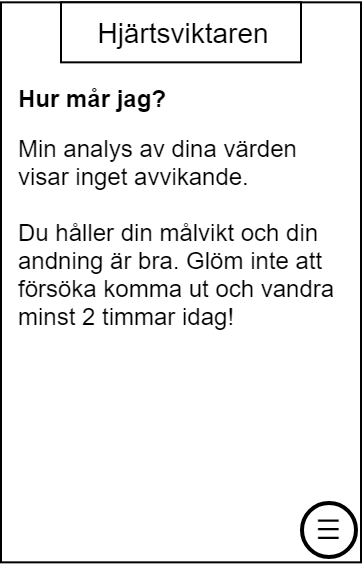 Hjärtsviktaren
Hur mår jag?
Min analys av dina värden
visar inget avvikande.
Du håller din målvikt och din
andning är bra. Glöm inte att
försöka komma ut och vandra
minst 2 timmar idag!